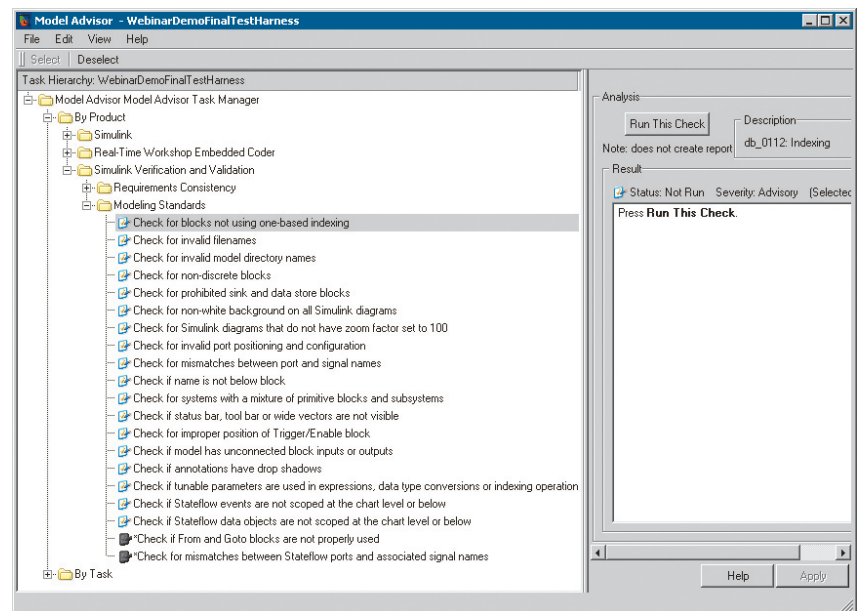 Model Advisor - WebinarDemoFinalTestHarness
File Edit View Help
Select Deselect
Task Hierarchy: WebinarDemoFinalTestHarness
Model Advisor Model Advisor Task Manager
By Product
Simulink
Real-Time Workshop Embedded Coder
Simulink Verification and Validation
Requirements Consistency
Modeling Standards
Check for blocks not using one-based indexing
Check for invalid filenames
Check for invalid model directory names
Check for non-discrete blocks
Check for prohibited sink and data store blocks
Check for non-white background on all Simulink diagrams
Check for Simulink diagrams that do not have zoom factor set to 100
Check for invalid port positioning and configuration
Check for mismatches between port and signal names
Check if name is not below block
Check for systems with a mixture of primitive blocks and subsystems
Check if status bar, tool bar or wide vectors are not visible
Check for improper position of Trigger/Enable block
Check if model has unconnected block inputs or outputs
Check if annotations have drop shadows
Check if tunable parameters are used in expressions, data type conversions or indexing operation
Check if Stateflow events are not scoped at the chart level or below
Check if Stateflow data objects are not scoped at the chart level or below
*Check if From and Goto blocks are not properly used
*Check for mismatches between Stateflow ports and associated signal names
By Task
Analysis
Run This Check
Description
db_0112: Indexing
Note: does not create report
Result
Status: Not Run Severity: Advisory (Selected
Press Run This Check.
Help Apply